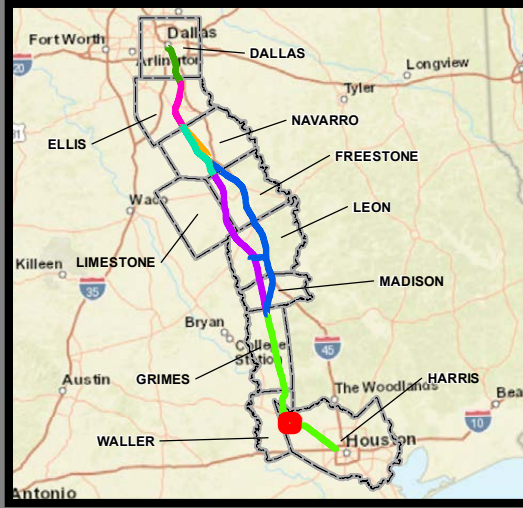 Fort Worth
Dallas
DALLAS
Arlington
Longview
20
Tyler
NAVARRO
ELLIS
FREESTONE
Waco
LEON
LIMESTONE
Killeen
MADISON
35
Bryan
College
Station
45
GRIMES
Austin
The Woodlands
HARRIS
Bea
10
WALLER
Houston
Antonio